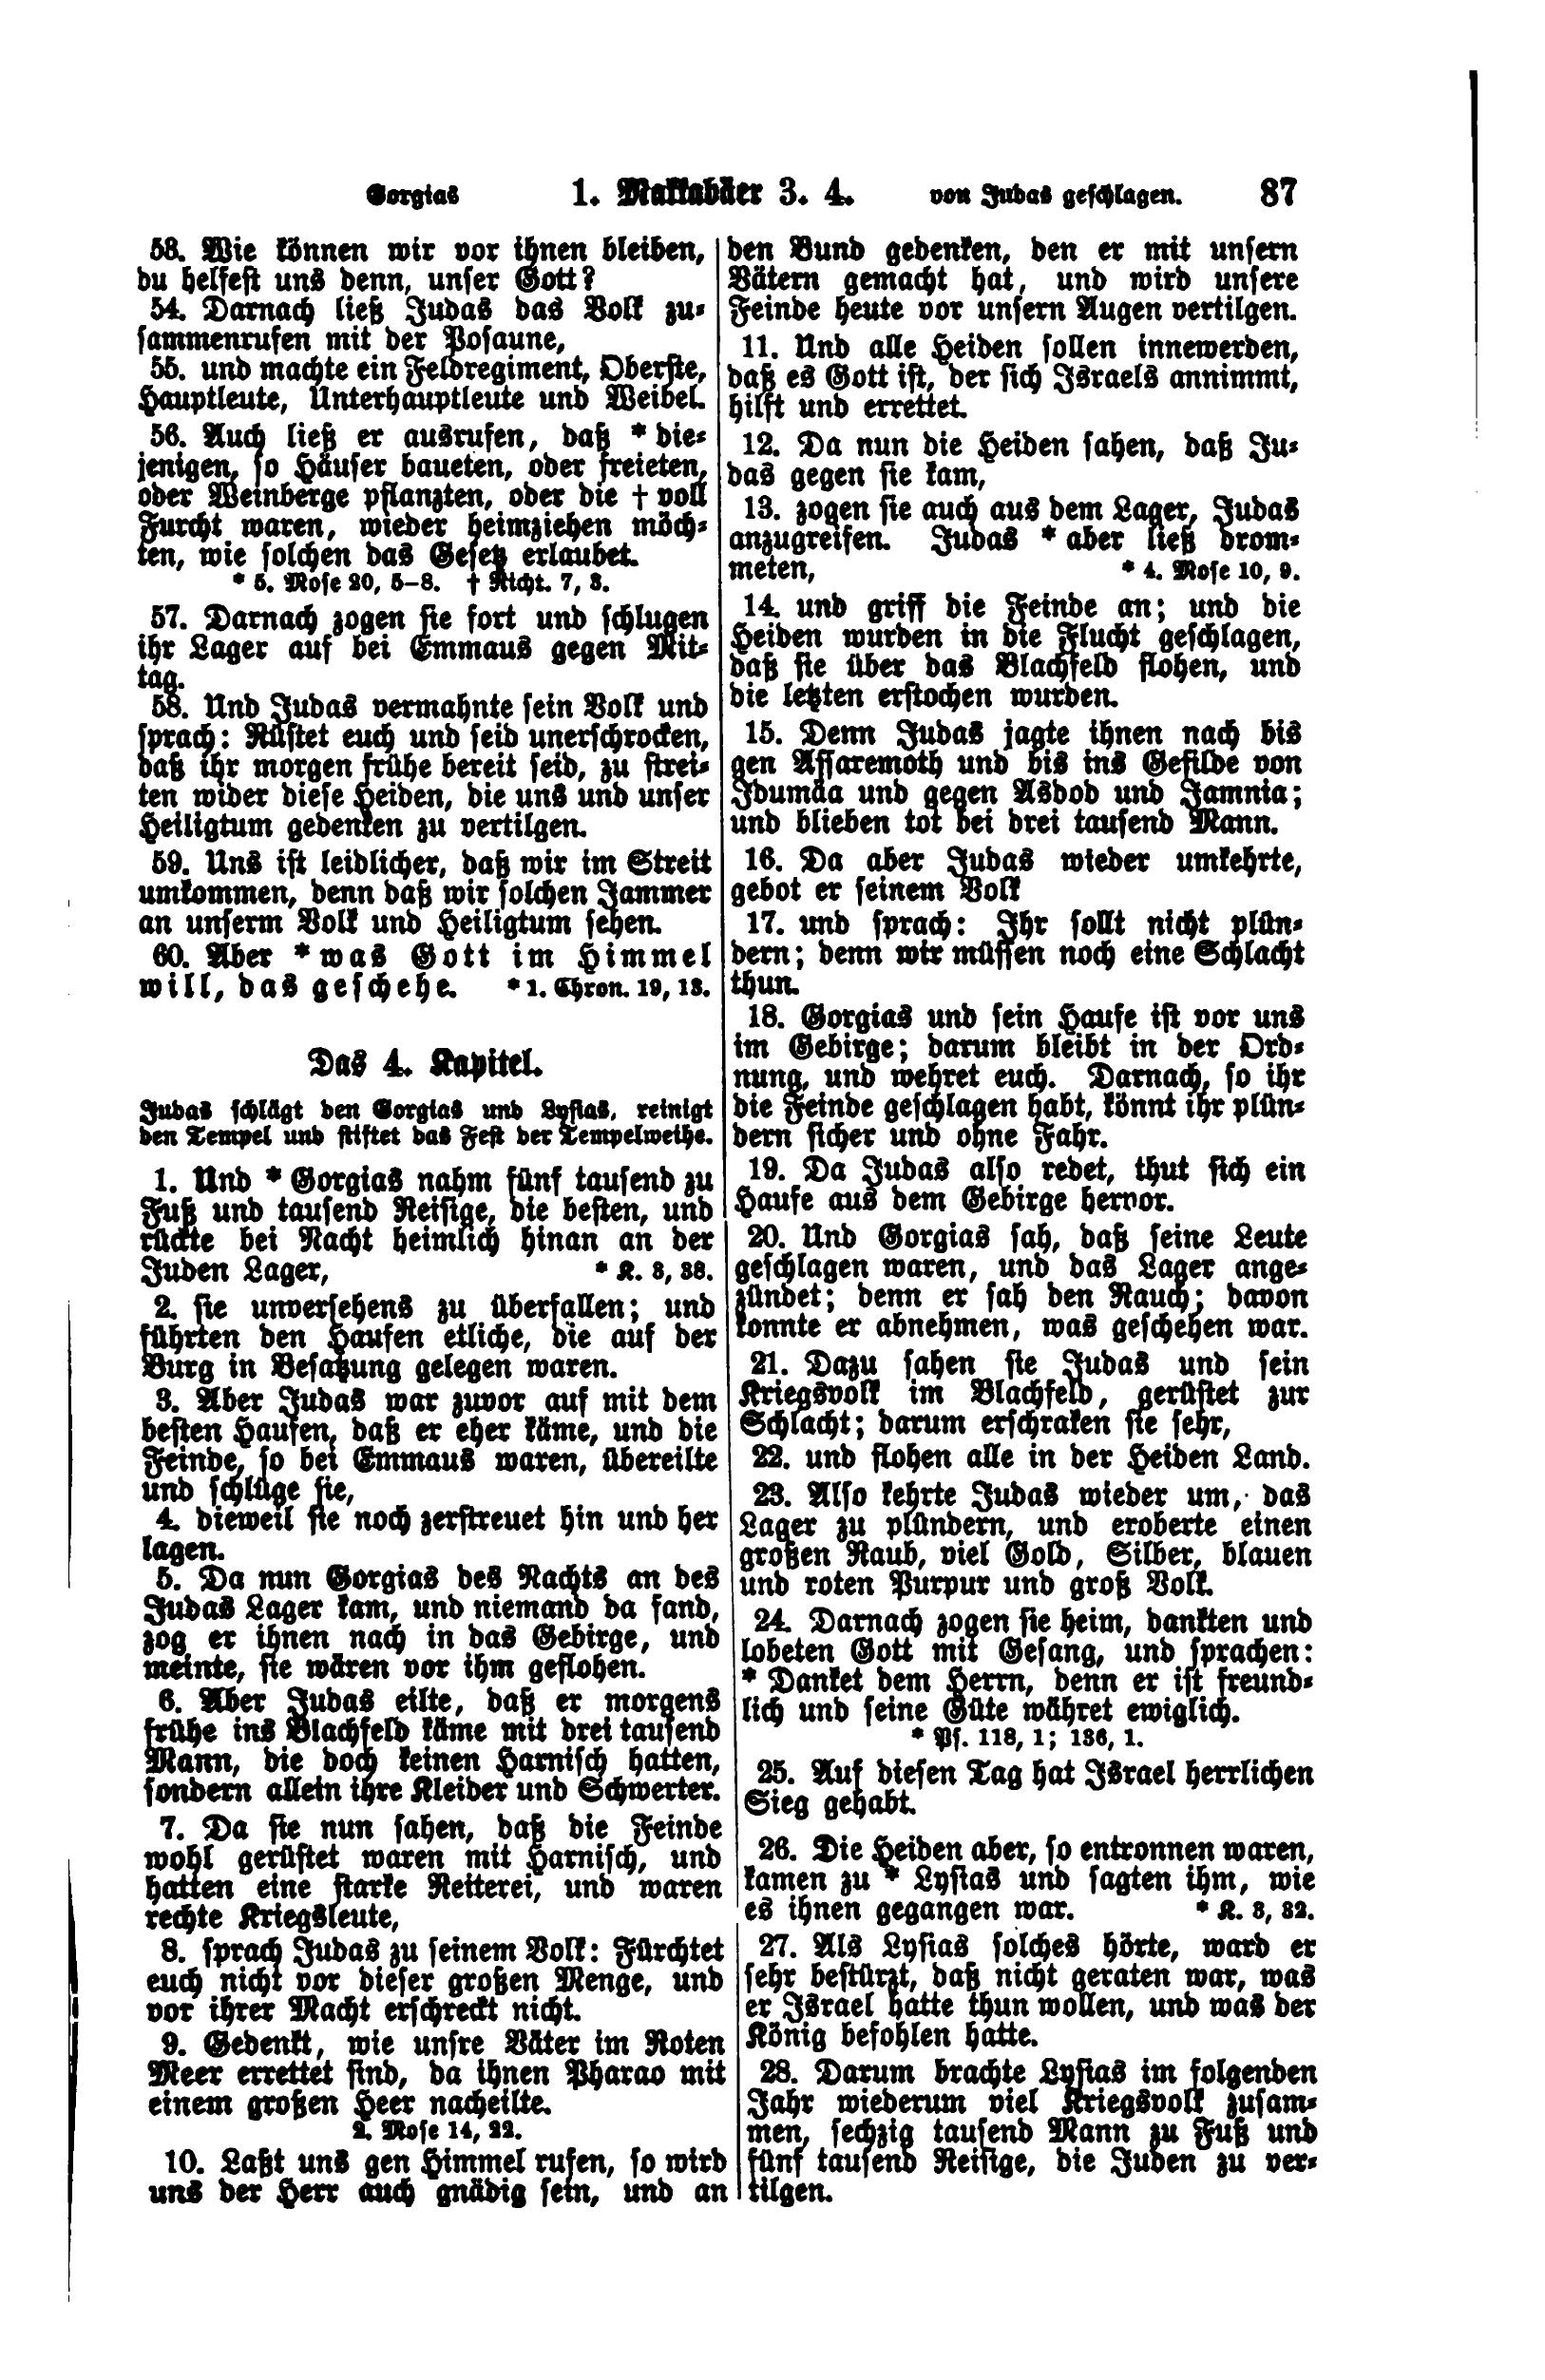 Gorgias 1. Makkabäer 3. 4. von Judas geschlagen. 87
53. Wie können wir vor ihnen bleiben,
du helfest uns denn, unser Gott?
54. Darnach ließ Judas das Volk zu-
sammenrufen mit der Posaune,
55. und machte ein Feldregiment, Oberste,
Hauptleute, Unterhauptleute und Weibel.
56. Auch ließ er ausrufen, daß * die-
jenigen, so Häuser baueten, oder freieten,
oder Weinberge pflanzten, oder die † voll
Furcht waren, wieder heimziehen möch-
ten, wie solchen das Gesetz erlaubet.
* 5. Mose 20, 5–8. † Richt. 7, 3.
57. Darnach zogen sie fort und schlugen
ihr Lager auf bei Emmaus gegen Mit-
tag.
58. Und Judas vermahnte sein Volk und
sprach: Rüstet euch und seid unerschrocken,
daß ihr morgen frühe bereit seid, zu strei-
ten wider diese Heiden, die uns und unser
Heiligtum gedenken zu vertilgen.
59. Uns ist leidlicher, daß wir im Streit
umkommen, denn daß wir solchen Jammer
an unserm Volk und Heiligtum sehen.
60. Aber * was Gott im Himmel
will, das geschehe. * 1. Chron. 19, 13.
Das 4. Kapitel.
Judas schlägt den Gorgias und Lysias, reinigt
den Tempel und stiftet das Fest der Tempelweihe.
1. Und * Gorgias nahm fünf tausend zu
Fuß und tausend Reisige, die besten, und
rückte bei Nacht heimlich hinan an der
Juden Lager, * K. 3, 38.
2. sie unversehens zu überfallen; und
führten den Haufen etliche, die auf der
Burg in Besatzung gelegen waren.
3. Aber Judas war zuvor auf mit dem
besten Haufen, daß er eher käme, und die
Feinde, so bei Emmaus waren, übereilte
und schlüge sie,
4. dieweil sie noch zerstreuet hin und her
lagen.
5. Da nun Gorgias des Nachts an des
Judas Lager kam, und niemand da fand,
zog er ihnen nach in das Gebirge, und
meinte, sie wären vor ihm geflohen.
6. Aber Judas eilte, daß er morgens
frühe ins Blachfeld käme mit drei tausend
Mann, die doch keinen Harnisch hatten,
sondern allein ihre Kleider und Schwerter.
7. Da sie nun sahen, daß die Feinde
wohl gerüstet waren mit Harnisch, und
hatten eine starke Reiterei, und waren
rechte Kriegsleute,
8. sprach Judas zu seinem Volk: Fürchtet
euch nicht vor dieser großen Menge, und
vor ihrer Macht erschreckt nicht.
9. Gedenkt, wie unsre Väter im Roten
Meer errettet sind, da ihnen Pharao mit
einem großen Heer nacheilte.
2. Mose 14, 22.
10. Laßt uns gen Himmel rufen, so wird
uns der Herr auch gnädig sein, und an
den Bund gedenken, den er mit unsern
Vätern gemacht hat, und wird unsere
Feinde heute vor unsern Augen vertilgen.
11. Und alle Heiden sollen innewerden,
daß es Gott ist, der sich Israels annimmt,
hilft und errettet.
12. Da nun die Heiden sahen, daß Ju-
das gegen sie kam,
13. zogen sie auch aus dem Lager, Judas
anzugreifen. Judas * aber ließ drom-
meten, * 4. Mose 10, 9.
14. und griff die Feinde an; und die
Heiden wurden in die Flucht geschlagen,
daß sie über das Blachfeld flohen, und
die letzten erstochen wurden.
15. Denn Judas jagte ihnen nach bis
gen Assaremoth und bis ins Gefilde von
Idumäa und gegen Asdod und Jamnia;
und blieben tot bei drei tausend Mann.
16. Da aber Judas wieder umkehrte,
gebot er seinem Volk
17. und sprach: Ihr sollt nicht plün-
dern; denn wir müssen noch eine Schlacht
thun.
18. Gorgias und sein Haufe ist vor uns
im Gebirge; darum bleibt in der Ord-
nung, und wehret euch. Darnach, so ihr
die Feinde geschlagen habt, könnt ihr plün-
dern sicher und ohne Fahr.
19. Da Judas also redet, thut sich ein
Haufe aus dem Gebirge hervor.
20. Und Gorgias sah, daß seine Leute
geschlagen waren, und das Lager ange-
zündet; denn er sah den Rauch; davon
konnte er abnehmen, was geschehen war.
21. Dazu sahen sie Judas und sein
Kriegsvolk im Blachfeld, gerüstet zur
Schlacht; darum erschraken sie sehr,
22. und flohen alle in der Heiden Land.
23. Also kehrte Judas wieder um, das
Lager zu plündern, und eroberte einen
großen Raub, viel Gold, Silber, blauen
und roten Purpur und groß Volk.
24. Darnach zogen sie heim, dankten und
lobeten Gott mit Gesang, und sprachen:
* Danket dem Herrn, denn er ist freund-
lich und seine Güte währet ewiglich.
* Ps. 118, 1; 136, 1.
25. Auf diesen Tag hat Israel herrlichen
Sieg gehabt.
26. Die Heiden aber, so entronnen waren,
kamen zu * Lysias und sagten ihm, wie
es ihnen gegangen war. * K. 3, 32.
27. Als Lysias solches hörte, ward er
sehr bestürzt, daß nicht geraten war, was
er Israel hatte thun wollen, und was der
König befohlen hatte.
28. Darum brachte Lysias im folgenden
Jahr wiederum viel Kriegsvolk zusam-
men, sechzig tausend Mann zu Fuß und
fünf tausend Reisige, die Juden zu ver-
tilgen.